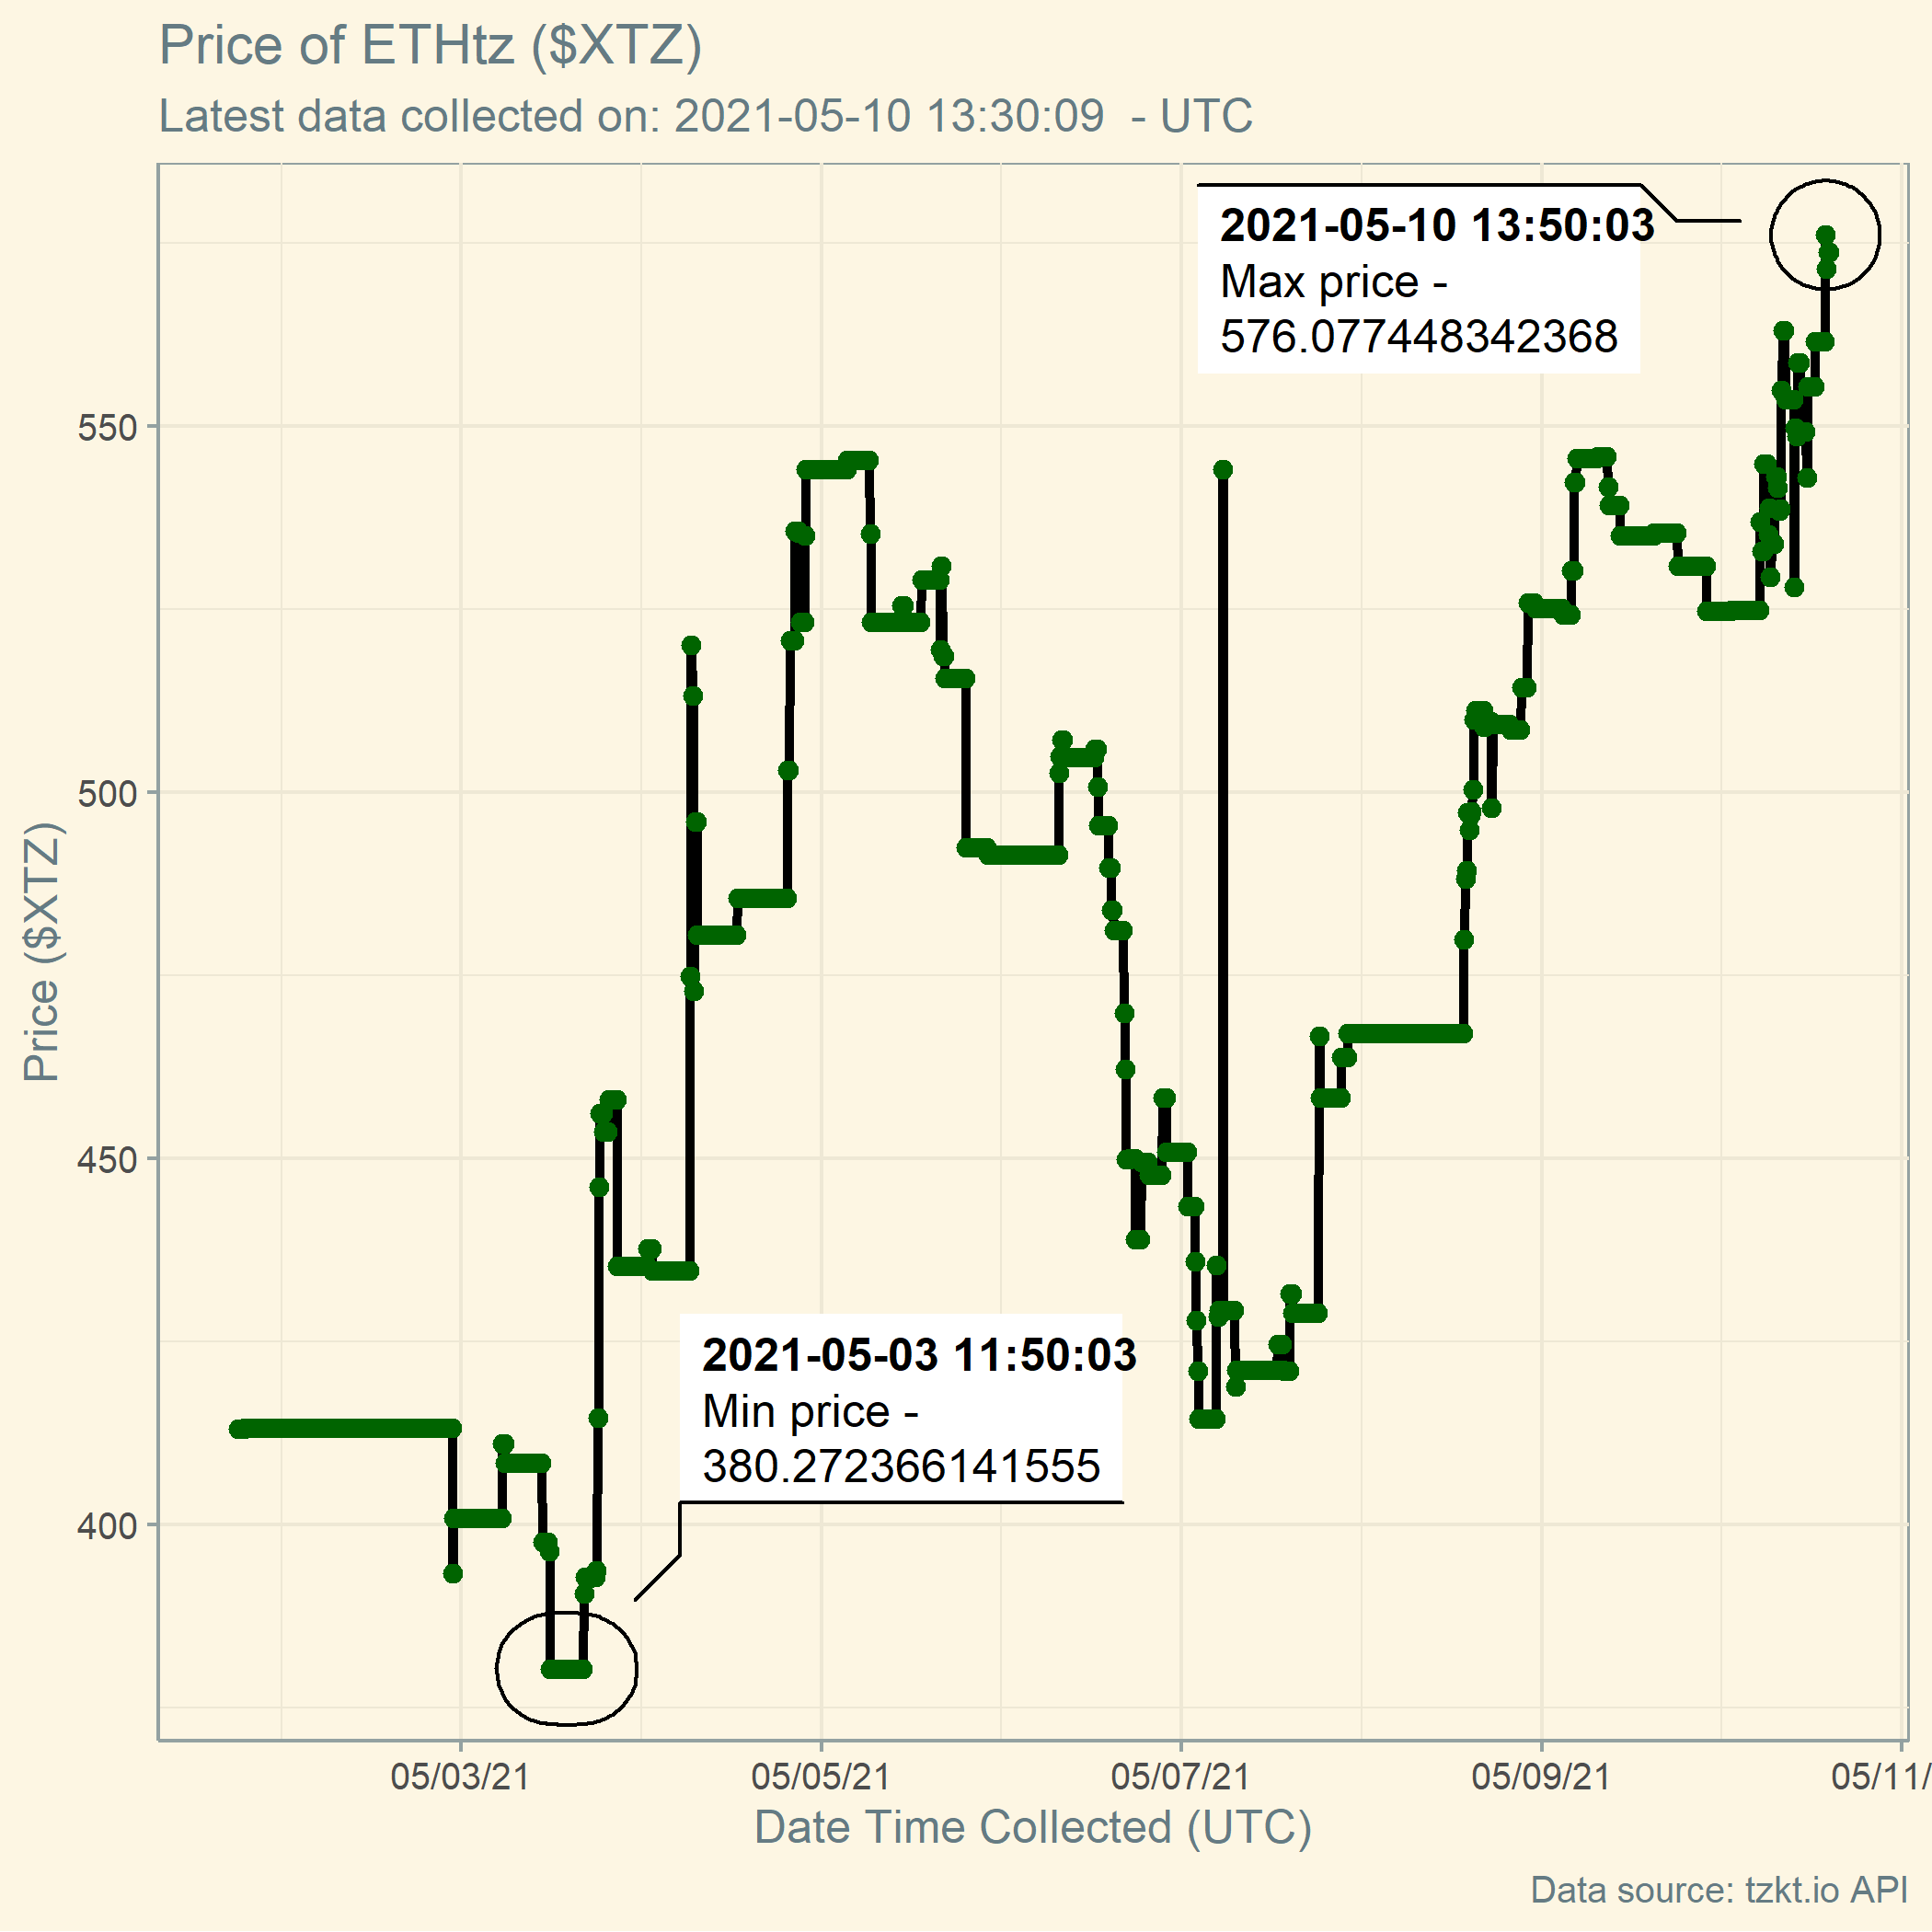 Price of ETHtz ($XTZ)
Latest data collected on: 2021-05-10 13:30:09 - UTC
2021-05-10 13:50:03
Max price -
576.077448342368
550
500
450
400
Price ($XTZ)
2021-05-03 11:50:03
Min price -
380.272366141555
05/03/21
05/05/21
05/07/21
05/09/21
05/11/
Date Time Collected (UTC)
Data source: tzkt.io API